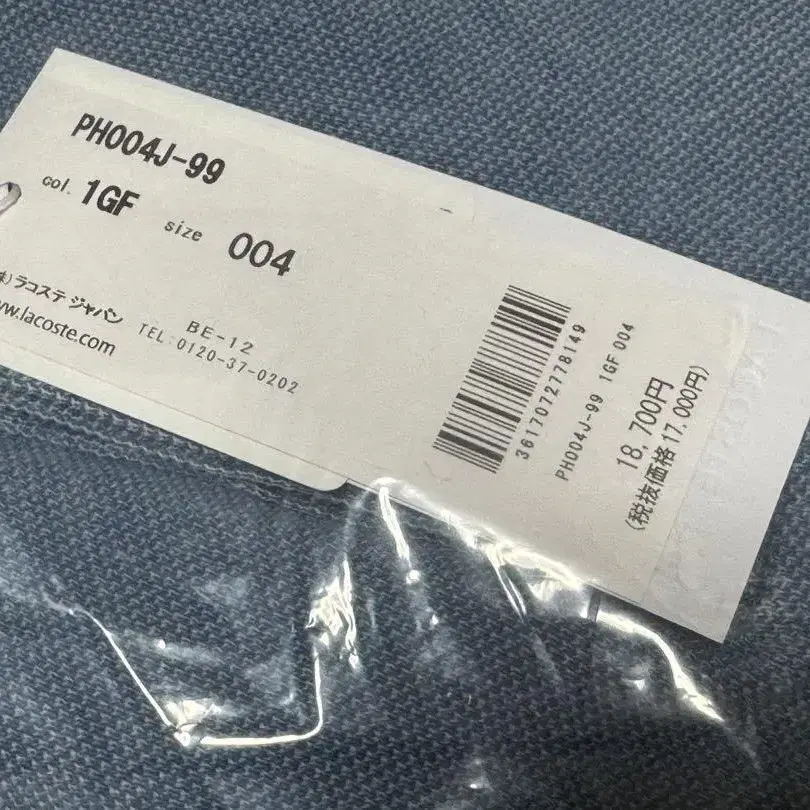 PH004J-99
col. 1GF size 004
ラコステ ジャパン
BE-12
www.lacoste.com TEL:0120-37-0202
3617072778149
PH004J-99 1GF 004
18,700円
(税抜価格17,000円)